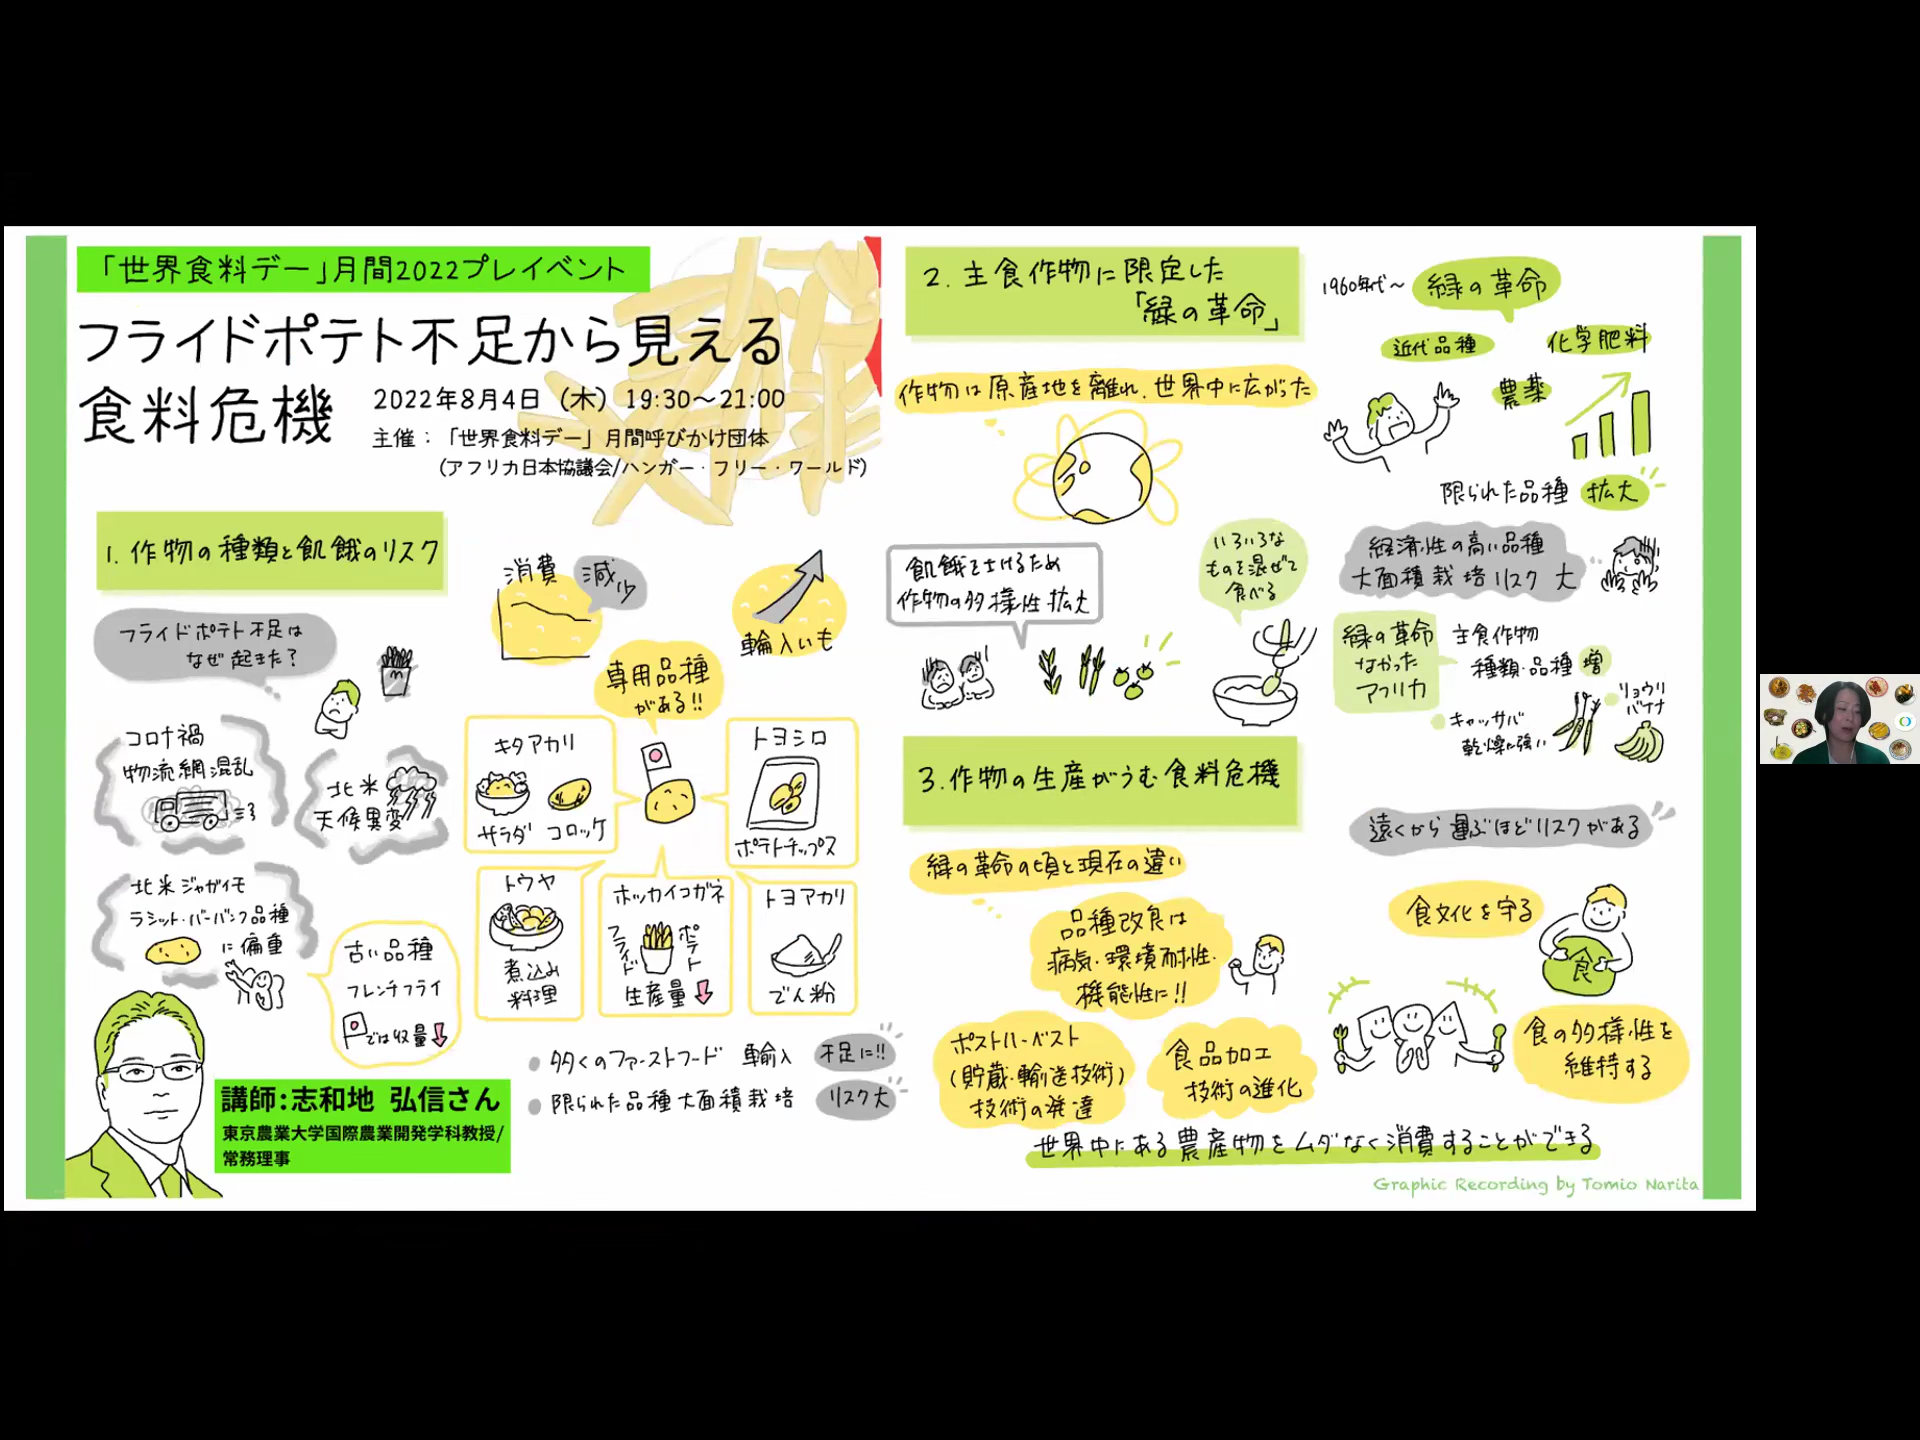 「世界食料デー」月間2022プレイベント
フライドポテト不足から見える
食料危機
2022年8月4日（木）19:30〜21:00
主催：「世界食料デー」月間呼びかけ団体
(アフリカ日本協議会/ハンガー・フリー・ワールド)
1.作物の種類と飢餓のリスク
フライドポテト不足は
なぜ起きた?
コロナ禍
物流網混乱
北米
天候異変
北米ジャガイモ
ラシット・バーバンク品種
に偏重
古い品種
フレンチフライ
では収量
消費
減少
輸入いも
専用品種
がある!!
キタアカリ
サラダ コロッケ
トヨシロ
ポテトチップス
トウヤ
煮込み
料理
ホッカイコガネ
フライド
ポテト
生産量
トヨアカリ
でん粉
多くのファーストフード 輸入 不足に!!
限られた品種大面積栽培 リスク大
講師:志和地 弘信さん
東京農業大学国際農業開発学科教授/
常務理事
2.主食作物に限定した
「緑の革命」
作物は原産地を離れ、世界中に広がった
飢餓をさけるため
作物の多様性拡大
いろいろな
ものを混ぜて
食べる
1960年代〜 緑の革命
近代品種
化学肥料
農薬
限られた品種 拡大
経済性の高い品種
大面積栽培リスク 大
緑の革命
なかった
アフリカ
主食作物
種類・品種 増
キャッサバ
乾燥に強い
リョウリ
バナナ
3.作物の生産がうむ食料危機
緑の革命の頃と現在の違い
品種改良は
病気・環境耐性・
機能性に!!
ポストハーベスト
(貯蔵・輸送技術)
技術の発達
食品加工
技術の進化
遠くから運ぶほどリスクがある
食文化を守る
食
食の多様性を
維持する
世界中にある農産物をムダなく消費することができる
Graphic Recording by Tomio Narita